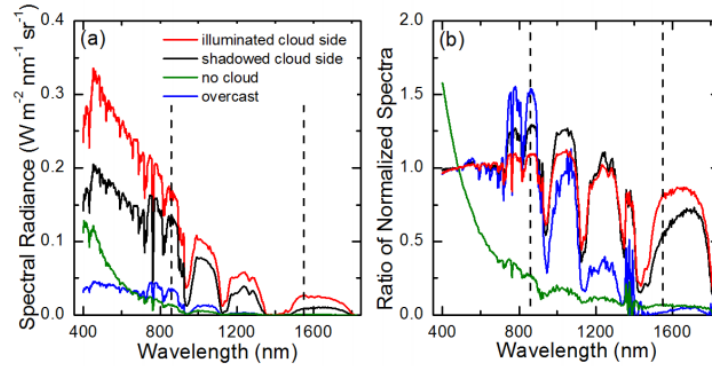 (a)
illuminated cloud side
shadowed cloud side
no cloud
overcast
Spectral Radiance (W m⁻² nm⁻¹ sr⁻¹)
0.4
0.3
0.2
0.1
0.0
400 800 1200 1600
Wavelength (nm)
(b)
Ratio of Normalized Spectra
2.0
1.5
1.0
0.5
0.0
400 800 1200 1600
Wavelength (nm)